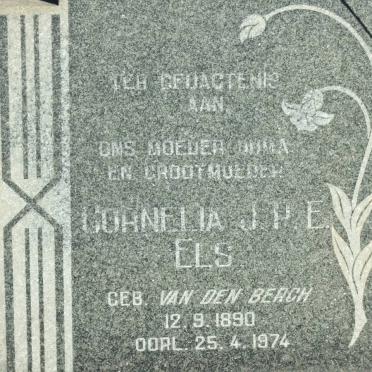 TER GEDAGTENIS
AAN
ONS MOEDER OUMA
EN GROOTMOEDER
CORNELIA J. P. E.
ELS
GEB. VAN DEN BERGH
12. 9. 1890
OORL. 25. 4. 1974